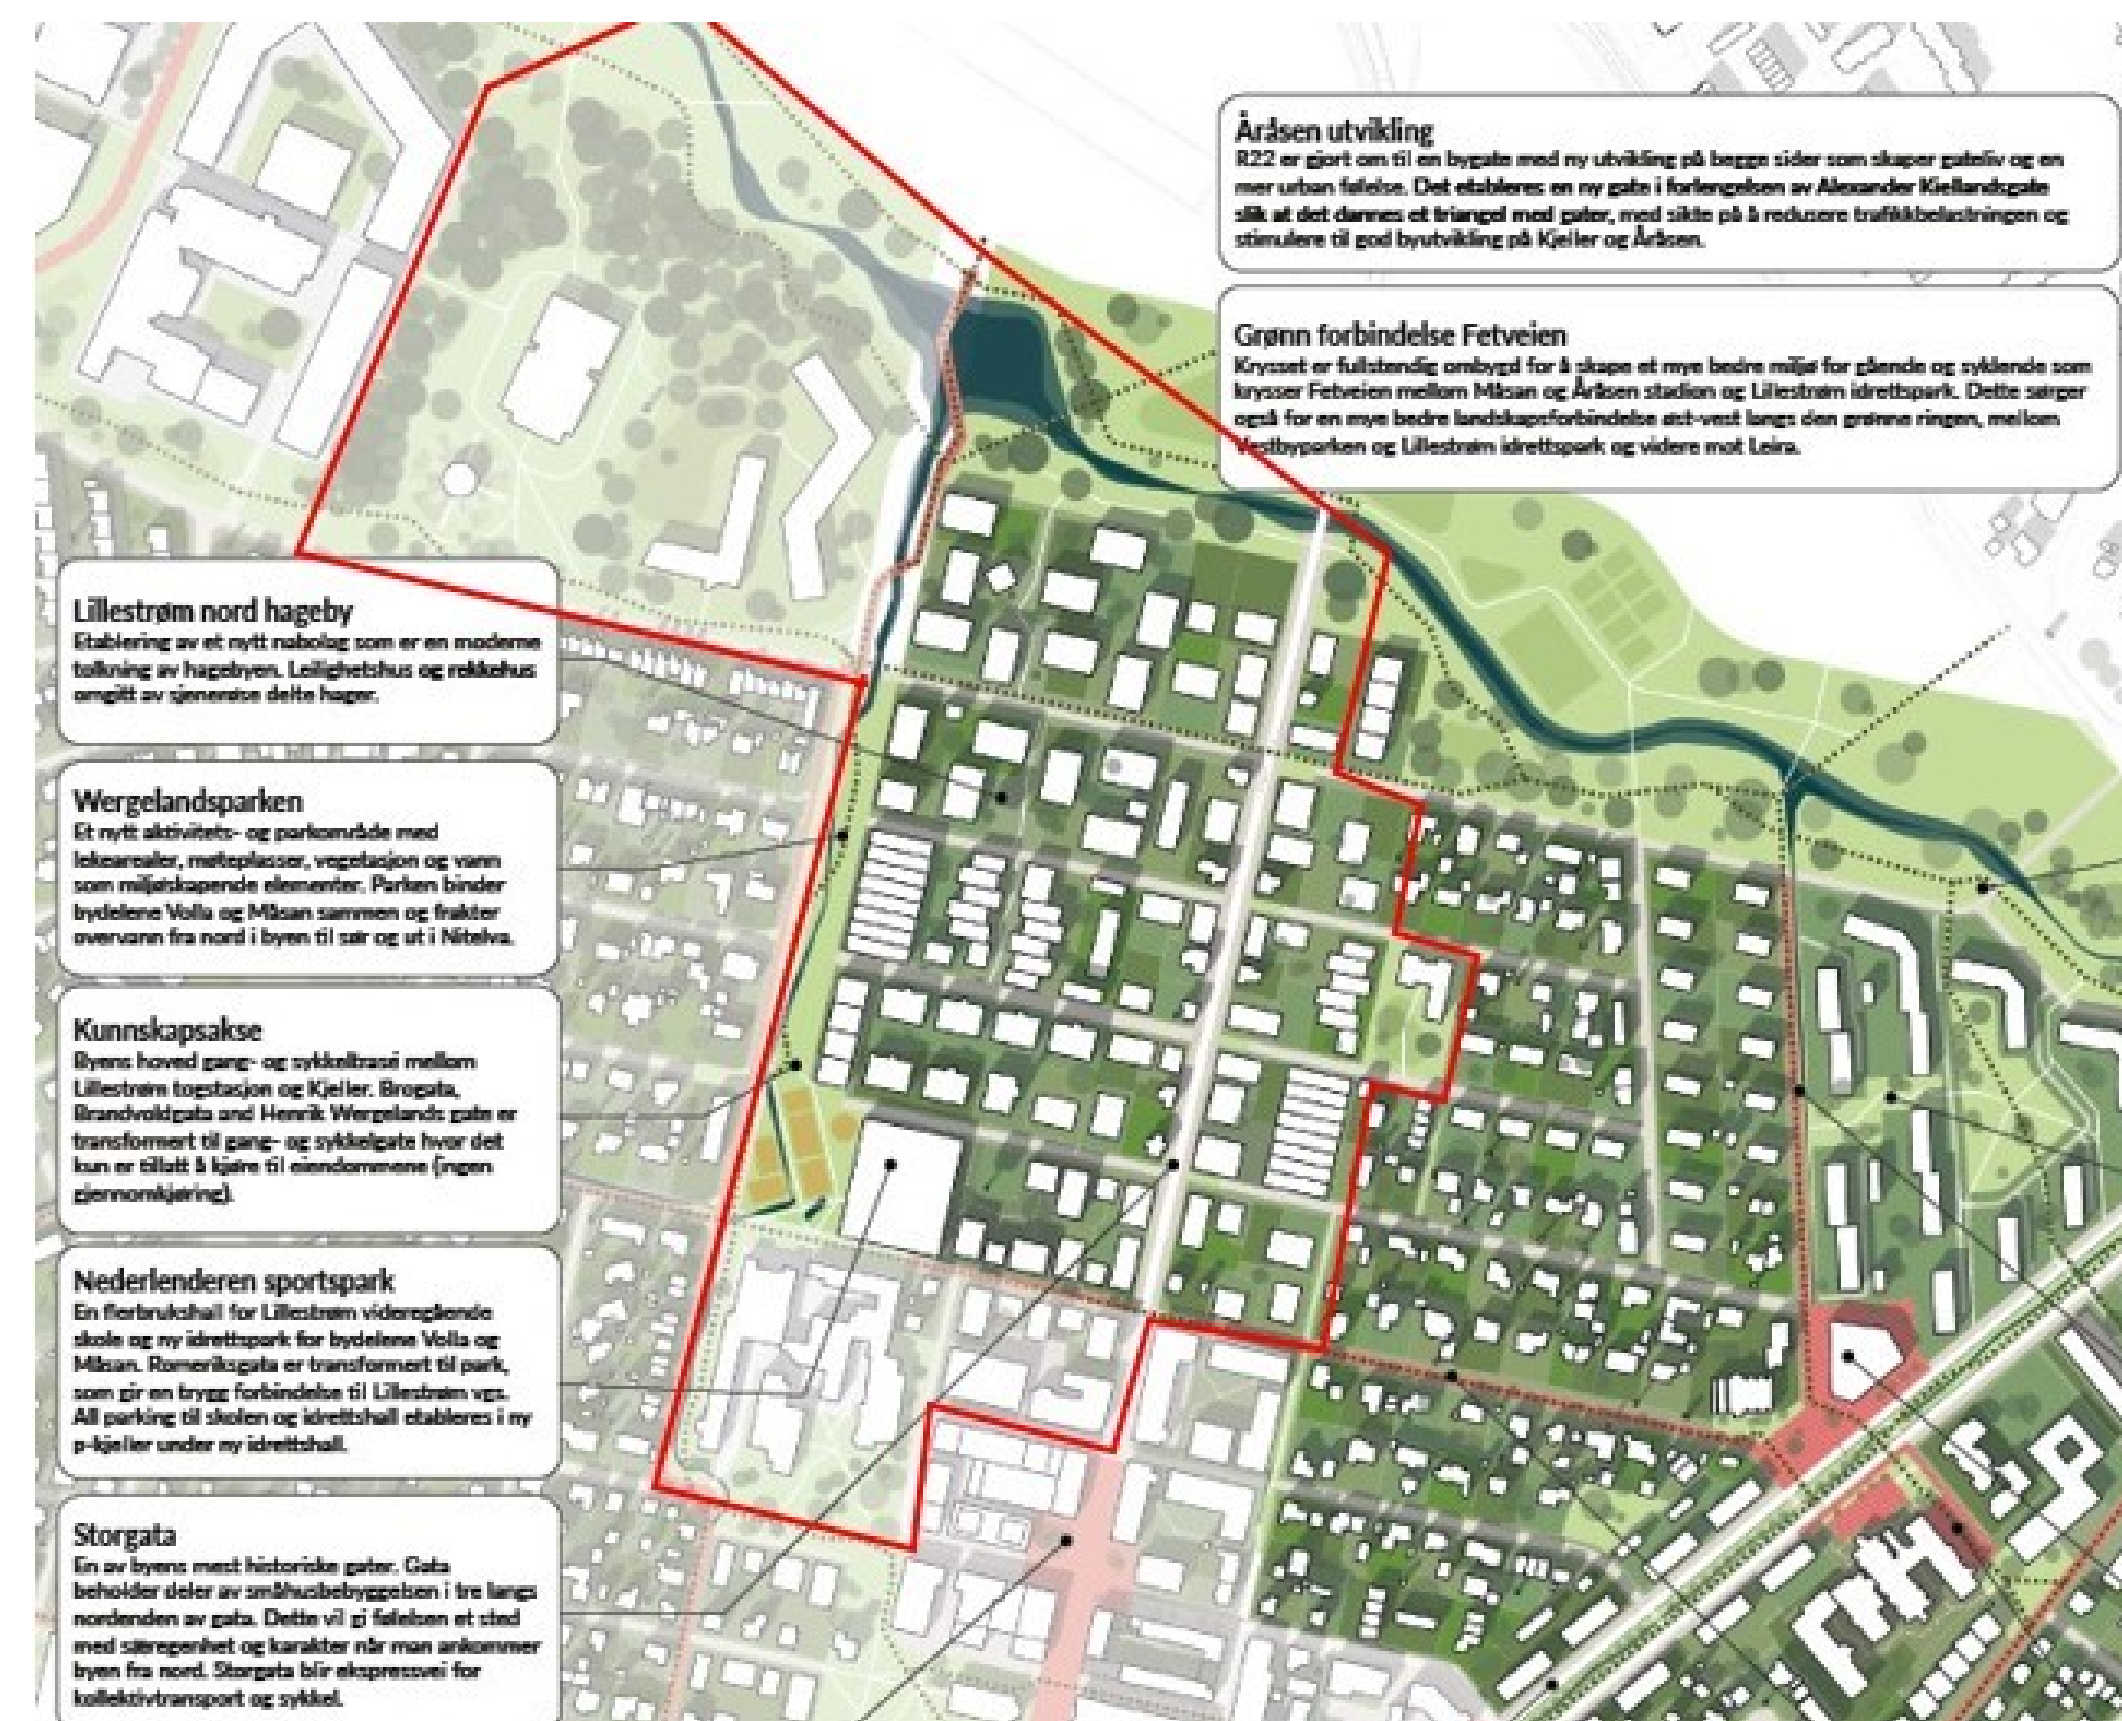 Åråsen utvikling
R22 er gjort om til en bygate med ny utvikling på begge sider som skaper gateliv og en
mer urban følelse. Det etableres en ny gate i forlengelsen av Alexander Kiellandsgate
slik at det dannes et triangel med gater, med sikte på å redusere trafikkbelastningen og
stimulere til god byutvikling på Kjeller og Åråsen.
Grønn forbindelse Fetveien
Krysset er fullstendig ombygd for å skape et mye bedre miljø for gående og syklende som
krysser Fetveien mellom Måsan og Åråsen stadion og Lillestrøm idrettspark. Dette sørger
også for en mye bedre landskapsforbindelse øst-vest langs den grønne ringen, mellom
Vestbyparken og Lillestrøm idrettspark og videre mot Leira.
Lillestrøm nord hageby
Etablering av et nytt nabolag som er en moderne
tolkning av hagebyen. Leilighetshus og rekkehus
omgitt av sjenerøse delte hager.
Wergelandsparken
Et nytt aktivitets- og parkområde med
lekearealer, møteplasser, vegetasjon og vann
som miljøskapende elementer. Parken binder
bydelene Volla og Måsan sammen og frakter
overvann fra nord i byen til sør og ut i Nitelva.
Kunnskapsakse
Byens hoved gang- og sykkeltrasé mellom
Lillestrøm togstasjon og Kjeller. Brogata,
Brandvoldgata and Henrik Wergelands gate er
transformert til gang- og sykkelgate hvor det
kun er tillatt å kjøre til eiendommene (ingen
gjennomkjøring).
Nederlenderen sportspark
En flerbrukshall for Lillestrøm videregående
skole og ny idrettspark for bydelene Volla og
Måsan. Romeriksgata er transformert til park,
som gir en trygg forbindelse til Lillestrøm vgs.
All parking til skolen og idrettshall etableres i ny
p-kjeller under ny idrettshall.
Storgata
En av byens mest historiske gater. Gata
beholder deler av småhusbebyggelsen i tre langs
nordenden av gata. Dette vil gi følelsen et sted
med særegenhet og karakter når man ankommer
byen fra nord. Storgata blir ekspressvei for
kollektivtransport og sykkel.